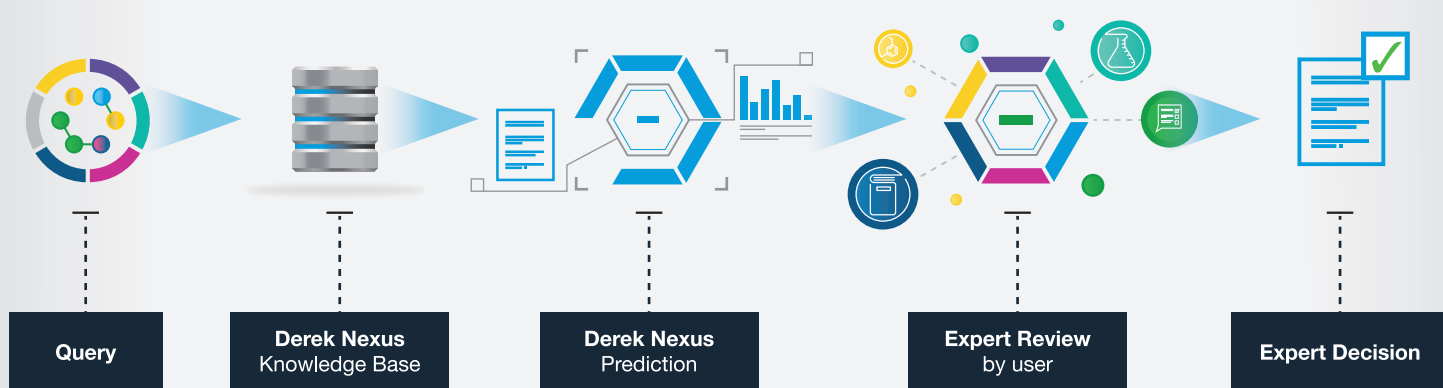 Query
Derek Nexus
Knowledge Base
Derek Nexus
Prediction
Expert Review
by user
Expert Decision